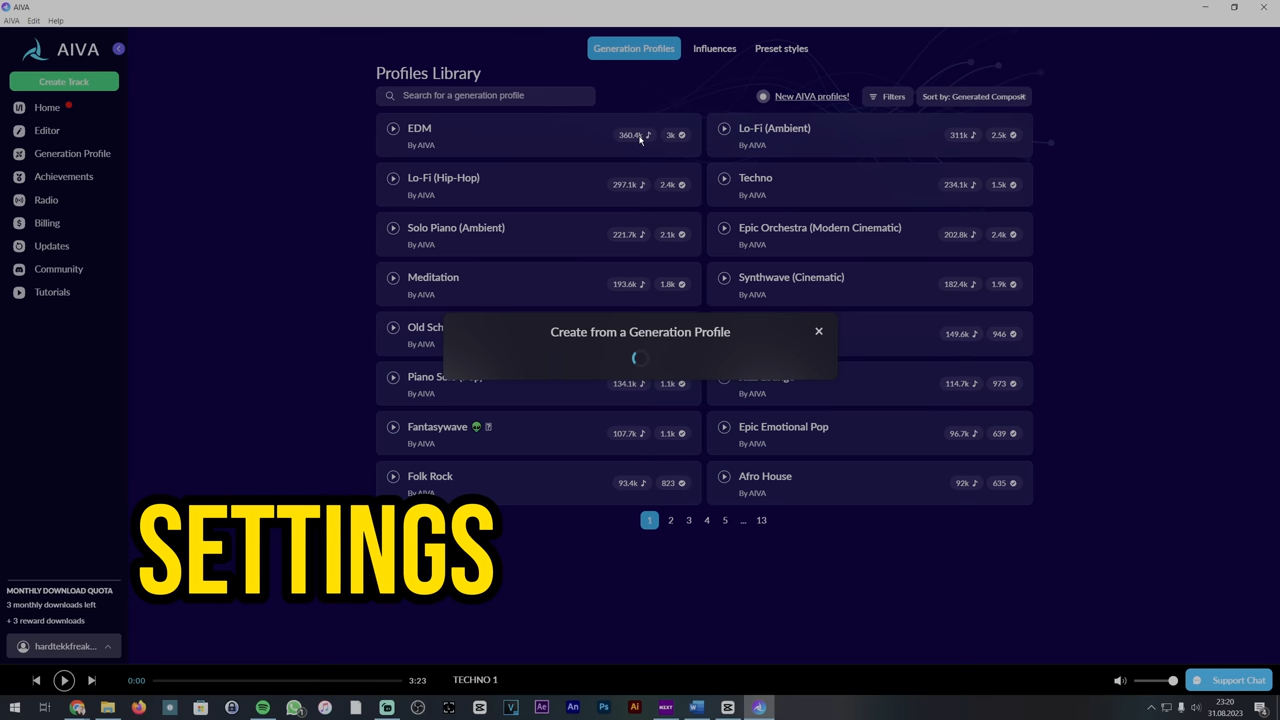 AIVA
AIVA Edit Help
AIVA
Create Track
Home
Editor
Generation Profile
Achievements
Radio
Billing
Updates
Community
Tutorials
Generation Profiles Influences Preset styles
Profiles Library
Search for a generation profile
New AIVA profiles! Filters Sort by: Generated Composit
EDM
By AIVA
360.4k 3k
Lo-Fi (Ambient)
By AIVA
311k 2.5k
Lo-Fi (Hip-Hop)
By AIVA
297.1k 2.4k
Techno
By AIVA
234.1k 1.5k
Solo Piano (Ambient)
By AIVA
221.7k 2.1k
Epic Orchestra (Modern Cinematic)
By AIVA
202.8k 2.4k
Meditation
By AIVA
193.6k 1.8k
Synthwave (Cinematic)
By AIVA
182.4k 1.9k
Old Sch
By AIVA
149.6k 946
Create from a Generation Profile
Piano
By AIVA
134.1k 1.1k
By AIVA
114.7k 973
Fantasywave
By AIVA
107.7k 1.1k
Epic Emotional Pop
By AIVA
96.7k 639
Folk Rock
By AIVA
93.4k 823
Afro House
By AIVA
92k 635
1 2 3 4 5 ... 13
SETTINGS
MONTHLY DOWNLOAD QUOTA
3 monthly downloads left
+ 3 reward downloads
hardtekkfreak...
0:00 3:23 TECHNO 1
Support Chat
23:20
31.08.2023